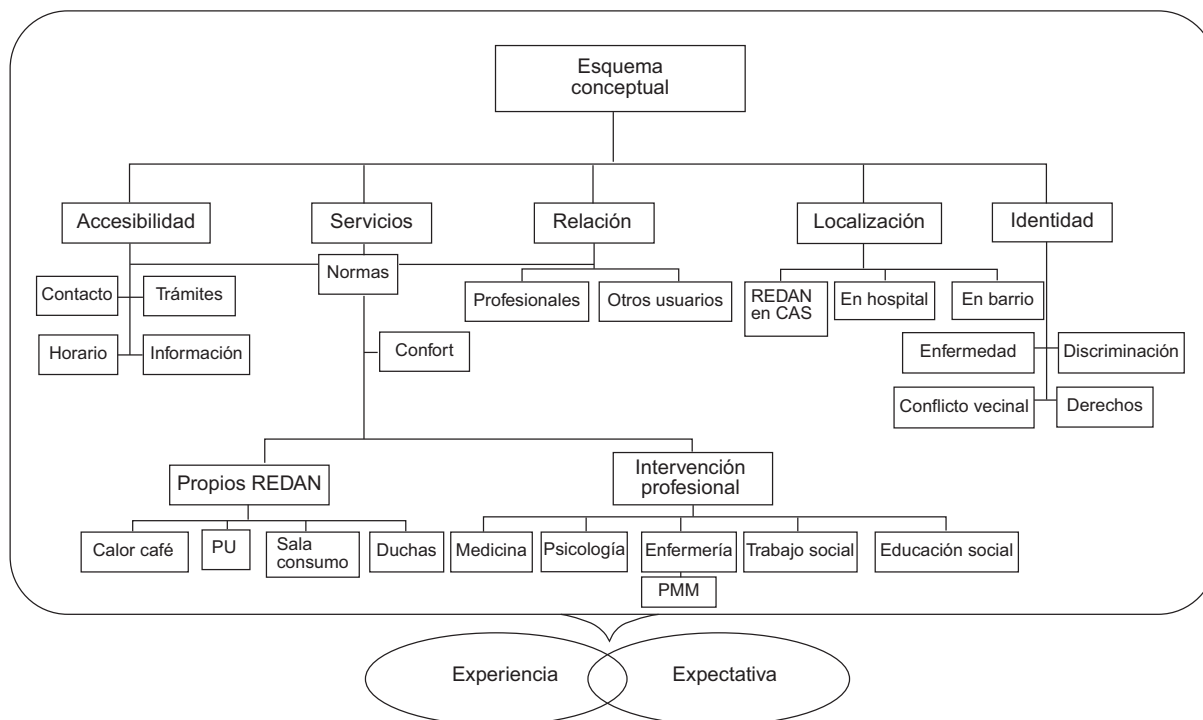 Esquema
conceptual
Accesibilidad
Servicios
Relación
Localización
Identidad
Normas
Contacto
Trámites
Profesionales
Otros usuarios
REDAN
en CAS
En hospital
En barrio
Horario
Información
Confort
Enfermedad
Discriminación
Conflicto vecinal
Derechos
Propios REDAN
Intervención
profesional
Calor café
PU
Sala
consumo
Duchas
Medicina
Psicología
Enfermería
Trabajo social
Educación social
PMM
Experiencia
Expectativa